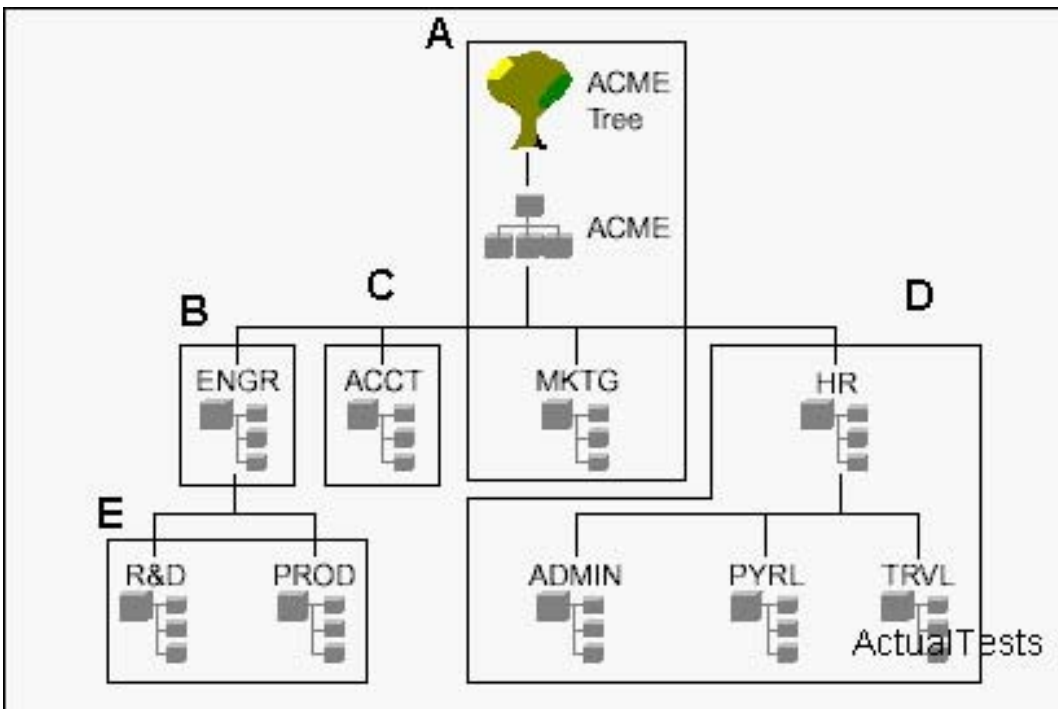 A
ACME
Tree
ACME
B
C
D
ENGR
ACCT
MKTG
HR
E
R&D
PROD
ADMIN
PYRL
TRVL
ActualTests